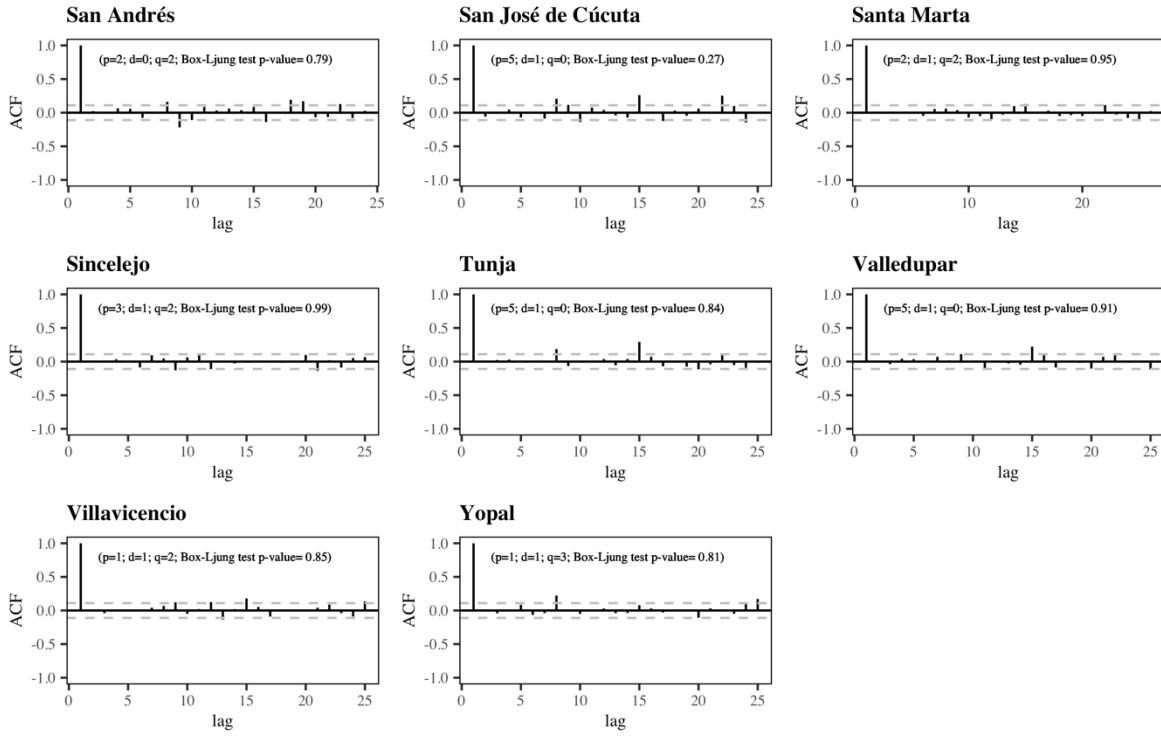 San Andrés
San José de Cúcuta
Santa Marta
1.0
0.5
0.0
-0.5
-1.0
ACF
(p=2; d=0; q=2; Box-Ljung test p-value= 0.79)
0 5 10 15 20 25
lag
1.0
0.5
0.0
-0.5
-1.0
ACF
(p=5; d=1; q=0; Box-Ljung test p-value= 0.27)
0 5 10 15 20 25
lag
1.0
0.5
0.0
-0.5
-1.0
ACF
(p=2; d=1; q=2; Box-Ljung test p-value= 0.95)
0 10 20
lag
Sincelejo
Tunja
Valledupar
1.0
0.5
0.0
-0.5
-1.0
ACF
(p=3; d=1; q=2; Box-Ljung test p-value= 0.99)
0 5 10 15 20 25
lag
1.0
0.5
0.0
-0.5
-1.0
ACF
(p=5; d=1; q=0; Box-Ljung test p-value= 0.84)
0 5 10 15 20 25
lag
1.0
0.5
0.0
-0.5
-1.0
ACF
(p=5; d=1; q=0; Box-Ljung test p-value= 0.91)
0 5 10 15 20 25
lag
Villavicencio
Yopal
1.0
0.5
0.0
-0.5
-1.0
ACF
(p=1; d=1; q=2; Box-Ljung test p-value= 0.85)
0 5 10 15 20 25
lag
1.0
0.5
0.0
-0.5
-1.0
ACF
(p=1; d=1; q=3; Box-Ljung test p-value= 0.81)
0 5 10 15 20 25
lag